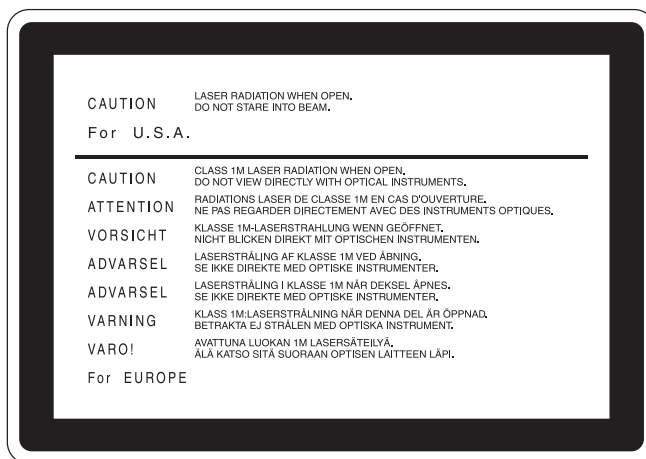 CAUTION LASER RADIATION WHEN OPEN.
DO NOT STARE INTO BEAM.
For U.S.A.
CAUTION CLASS 1M LASER RADIATION WHEN OPEN.
DO NOT VIEW DIRECTLY WITH OPTICAL INSTRUMENTS.
ATTENTION RADIATIONS LASER DE CLASSE 1M EN CAS D'OUVERTURE.
NE PAS REGARDER DIRECTEMENT AVEC DES INSTRUMENTS OPTIQUES.
VORSICHT KLASSE 1M-LASERSTRAHLUNG WENN GEÖFFNET.
NICHT BLICKEN DIREKT MIT OPTISCHEN INSTRUMENTEN.
ADVARSEL LASERSTRÅLING AF KLASSE 1M VED ÅBNING.
SE IKKE DIREKTE MED OPTISKE INSTRUMENTER.
ADVARSEL LASERSTRÅLING I KLASSE 1M NÅR DEKSEL ÅPNES.
SE IKKE DIREKTE MED OPTISKE INSTRUMENTER.
VARNING KLASS 1M:LASERSTRÅLNING NÄR DENNA DEL ÄR ÖPPNAD.
BETRAKTA EJ STRÅLEN MED OPTISKA INSTRUMENT.
VARO! AVATTUNA LUOKAN 1M LASERSÄTEILYÄ.
ÄLÄ KATSO SITÄ SUORAAN OPTISEN LAITTEEN LÄPI.
For EUROPE